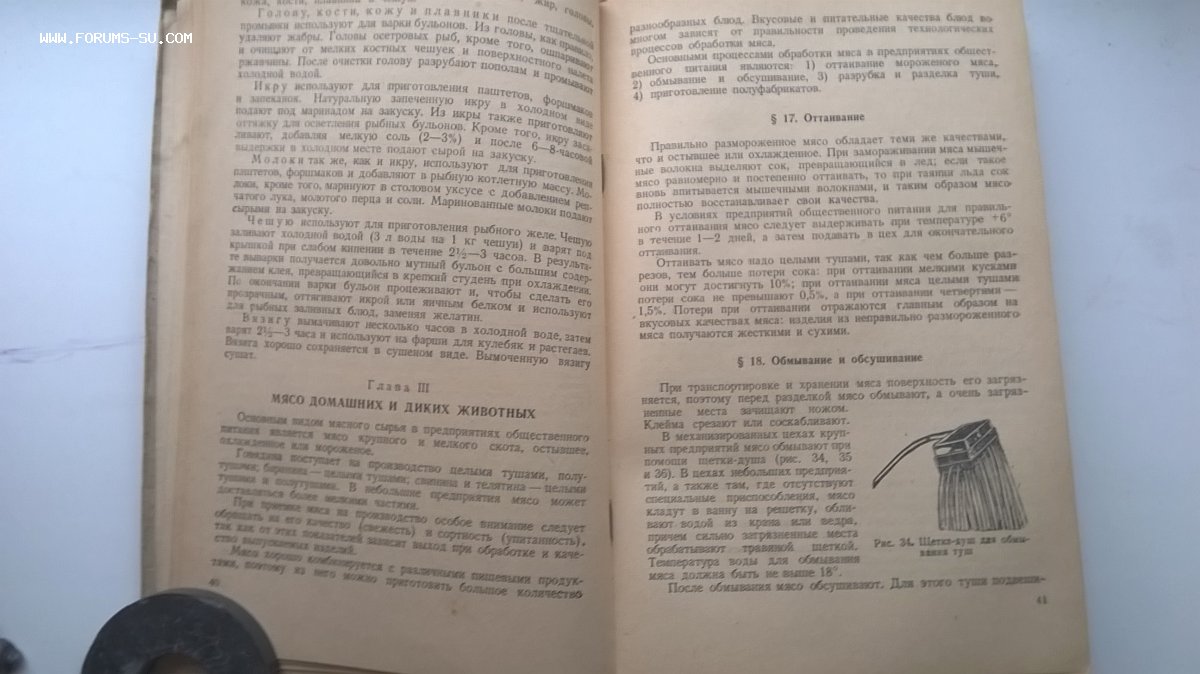 www.forums-su.com
кожа, кости, плавники
жир, головы,
Голову, кости, кожу и плавники после тщательной
промывки используют для варки бульонов. Из головы, как правило,
удаляют жабры. Головы осетровых рыб, кроме того, ошпаривают
и очищают от мелких костных чешуек и поверхностного налета
ржавчины. После очистки голову разрубают пополам и промывают
холодной водой.
Икру используют для приготовления паштетов, форшмаков
и запеканок. Натуральную запеченную икру в холодном виде
подают под маринадом на закуску. Из икры также приготовляют
оттяжку для осветления рыбных бульонов. Кроме того, икру заса-
ливают, добавляя мелкую соль (2—3%) и после 6—8-часовой
выдержки в холодном месте подают сырой на закуску.
Молоки так же, как и икру, используют для приготовления
паштетов, форшмаков и добавляют в рыбную котлетную массу. Мо-
локи, кроме того, маринуют в столовом уксусе с добавлением реп-
чатого лука, молотого перца и соли. Маринованные молоки подают
сырыми на закуску.
Чешую используют для приготовления рыбного желе. Чешую
заливают холодной водой (3 л воды на 1 кг чешуи) и варят под
крышкой при слабом кипении в течение 2½—3 часов. В результа-
те выварки получается довольно мутный бульон с большим содер-
жанием клея, превращающийся в крепкий студень при охлаждении.
По окончании варки бульон процеживают и, чтобы сделать его
прозрачным, оттягивают икрой или яичным белком и используют
для рыбных заливных блюд, заменяя желатин.
Вязигу вымачивают несколько часов в холодной воде, затем
варят 2½—3 часа и используют на фарши для кулебяк и растегаев.
Вязига хорошо сохраняется в сушеном виде. Вымоченную вязигу
сушат.
Глава III
МЯСО ДОМАШНИХ И ДИКИХ ЖИВОТНЫХ
Основным видом мясного сырья в предприятиях общественного
питания является мясо крупного и мелкого скота, остывшее,
охлажденное или мороженое.
Говядина поступает на производство целыми тушами, полу-
тушами; баранина — целыми тушами; свинина и телятина — целыми
тушами и полутушами. В небольшие предприятия мясо может
доставляться более мелкими частями.
При приемке мяса на производство особое внимание следует
обращать на его качество (свежесть) и сортность (упитанность),
так как от этих показателей зависит выход при обработке и каче-
ство выпускаемых изделий.
Мясо хорошо комбинируется с различными пищевыми продук-
тами, поэтому из него можно приготовить большое количество
40
разнообразных блюд. Вкусовые и питательные качества блюд во
многом зависят от правильности проведения технологических
процессов обработки мяса.
Основными процессами обработки мяса в предприятиях общест-
венного питания являются: 1) оттаивание мороженого мяса,
2) обмывание и обсушивание, 3) разрубка и разделка туши,
4) приготовление полуфабрикатов.
§ 17. Оттаивание
Правильно размороженное мясо обладает теми же качествами,
что и остывшее или охлажденное. При замораживании мяса мышеч-
ные волокна выделяют сок, превращающийся в лед; если такое
мясо равномерно и постепенно оттаивать, то при таянии льда сок
вновь впитывается мышечными волокнами, и таким образом мясо
полностью восстанавливает свои качества.
В условиях предприятий общественного питания для правиль-
ного оттаивания мясо следует выдерживать при температуре +6°
в течение 1—2 дней, а затем подавать в цех для окончательного
оттаивания.
Оттаивать мясо надо целыми тушами, так как чем больше раз-
резов, тем больше потери сока: при оттаивании мелкими кусками
они могут достигнуть 10%; при оттаивании мяса целыми тушами
потери сока не превышают 0,5%, а при оттаивании четвертями —
1,5%. Потери при оттаивании отражаются главным образом на
вкусовых качествах мяса: изделия из неправильно размороженного
мяса получаются жесткими и сухими.
§ 18. Обмывание и обсушивание
При транспортировке и хранении мяса поверхность его загряз-
няется, поэтому перед разделкой мясо обмывают, а очень загряз-
ненные места зачищают ножом.
Клейма срезают или соскабливают.
В механизированных цехах круп-
ных предприятий мясо обмывают при
помощи щетки-душа (рис. 34, 35
и 36). В цехах небольших предприя-
тий, а также там, где отсутствуют
специальные приспособления, мясо
кладут в ванну на решетку, обли-
вают водой из крана или ведра,
причем сильно загрязненные места
обрабатывают травяной щеткой.
Температура воды для обмывания
мяса должна быть не выше 18°.
Рис. 34. Щетка-душ для обмы-
вания туш
После обмывания мясо обсушивают. Для этого туши подвеши-
41